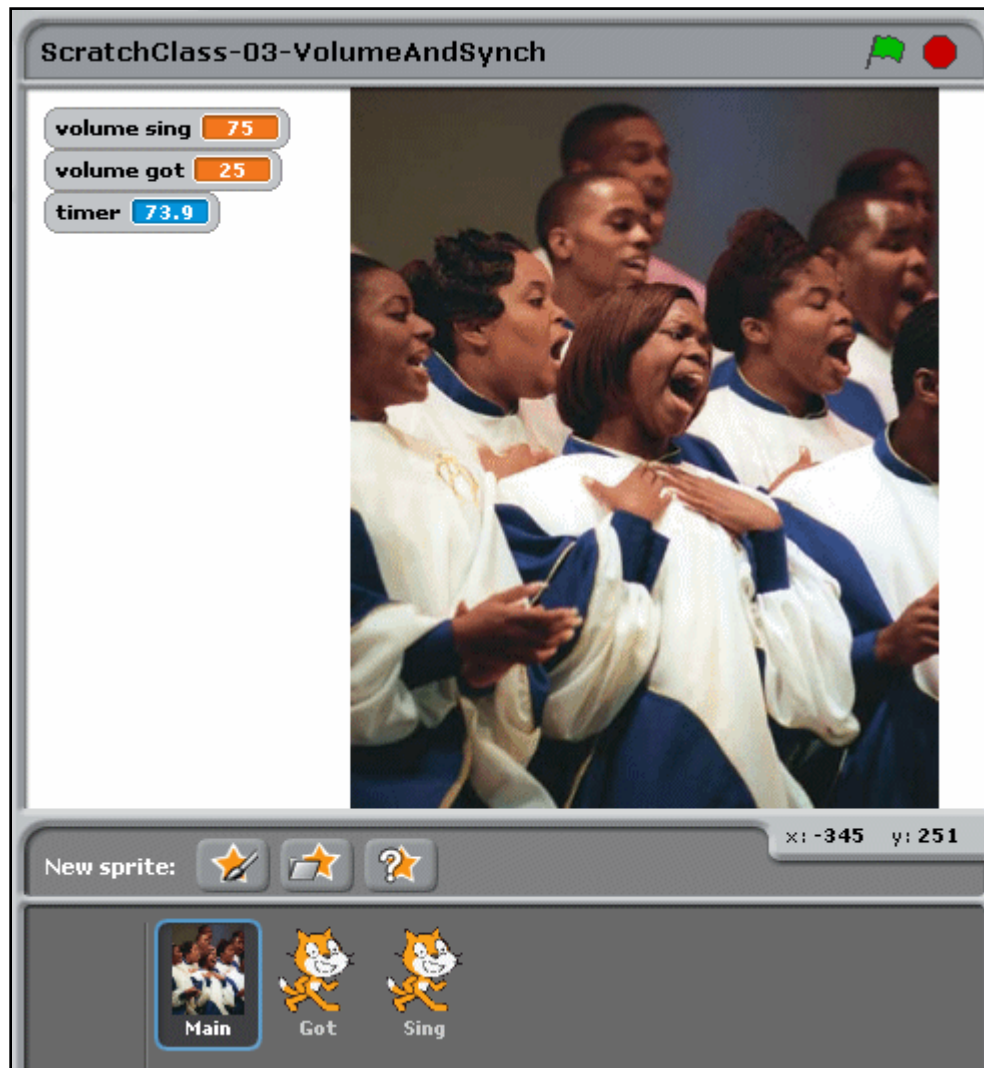 ScratchClass-03-VolumeAndSynch
volume sing 75
volume got 25
timer 73.9
x: -345 y: 251
New sprite:
Main Got Sing